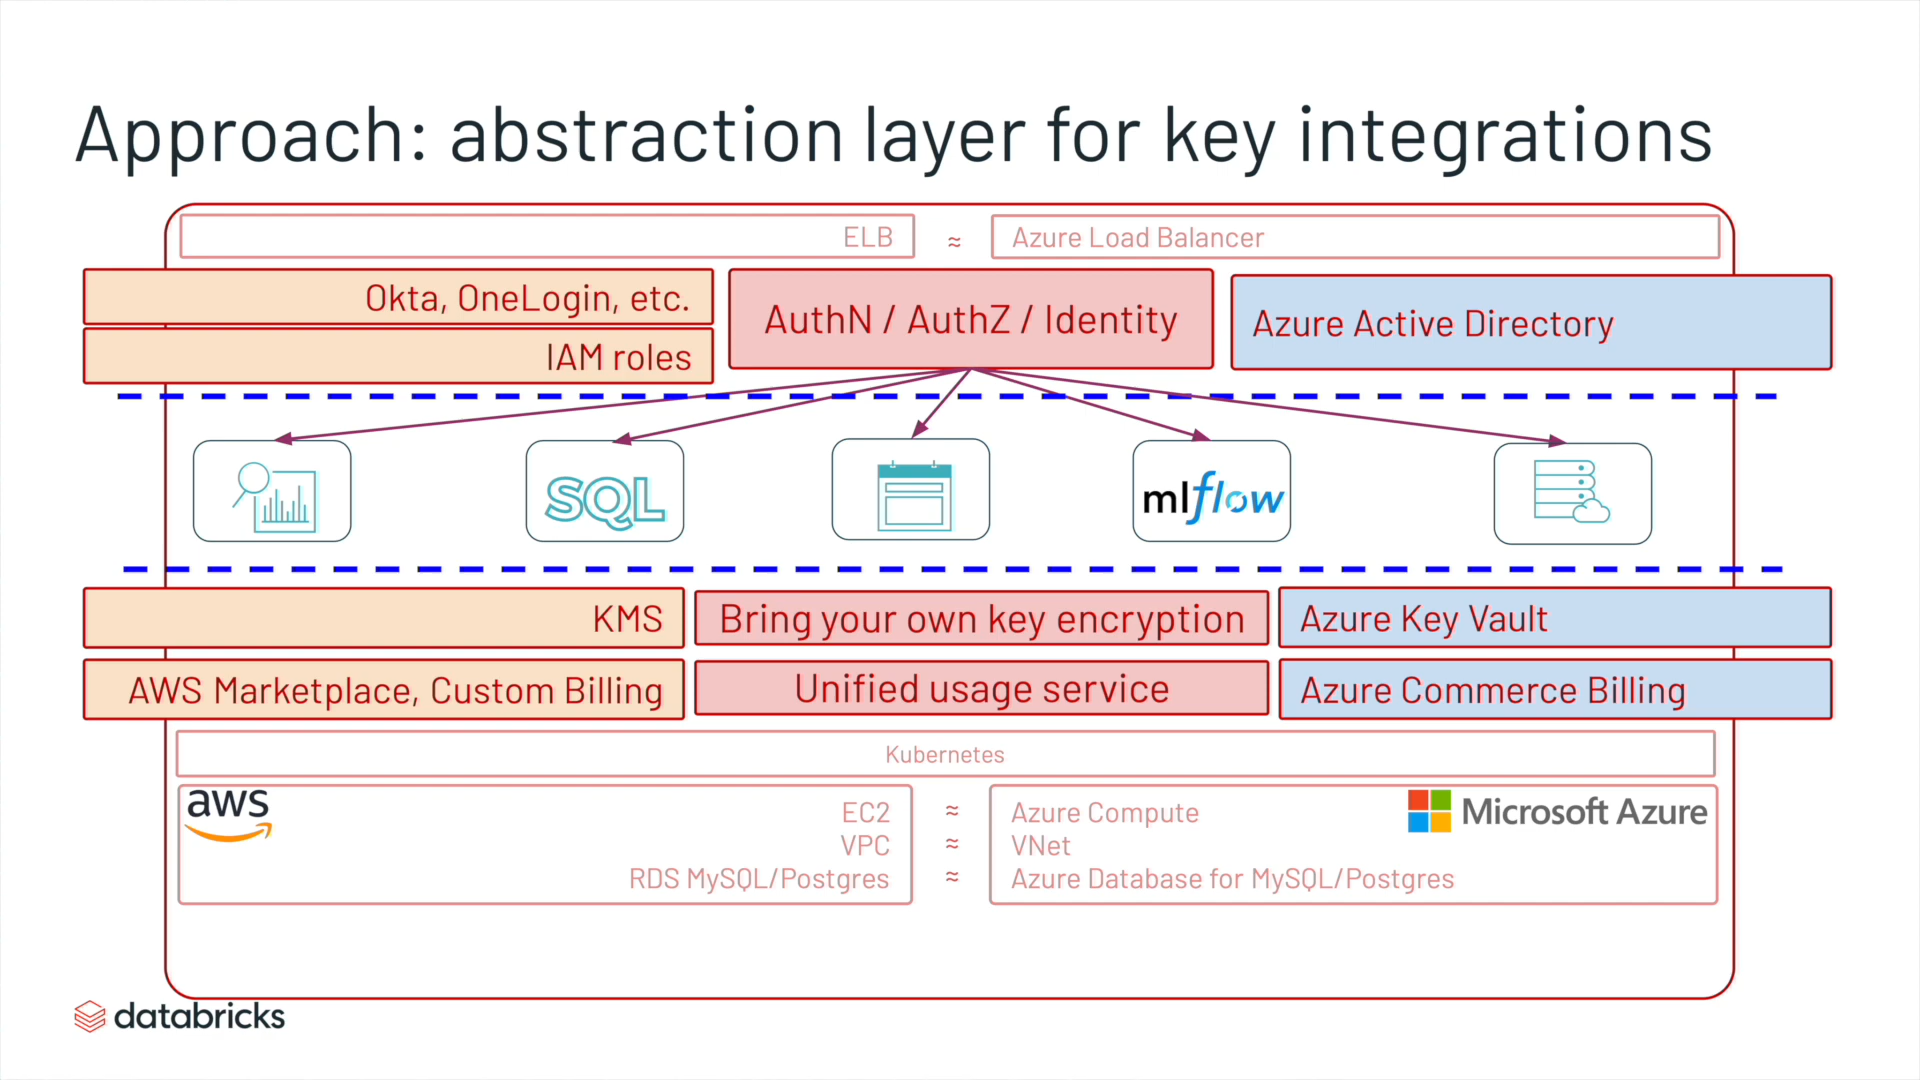 Approach: abstraction layer for key integrations
ELB ≈ Azure Load Balancer
Okta, OneLogin, etc.
IAM roles
AuthN / AuthZ / Identity
Azure Active Directory
SQL
mlflow
KMS
Bring your own key encryption
Azure Key Vault
AWS Marketplace, Custom Billing
Unified usage service
Azure Commerce Billing
Kubernetes
aws
EC2 ≈ Azure Compute
Microsoft Azure
VPC ≈ VNet
RDS MySQL/Postgres ≈ Azure Database for MySQL/Postgres
databricks